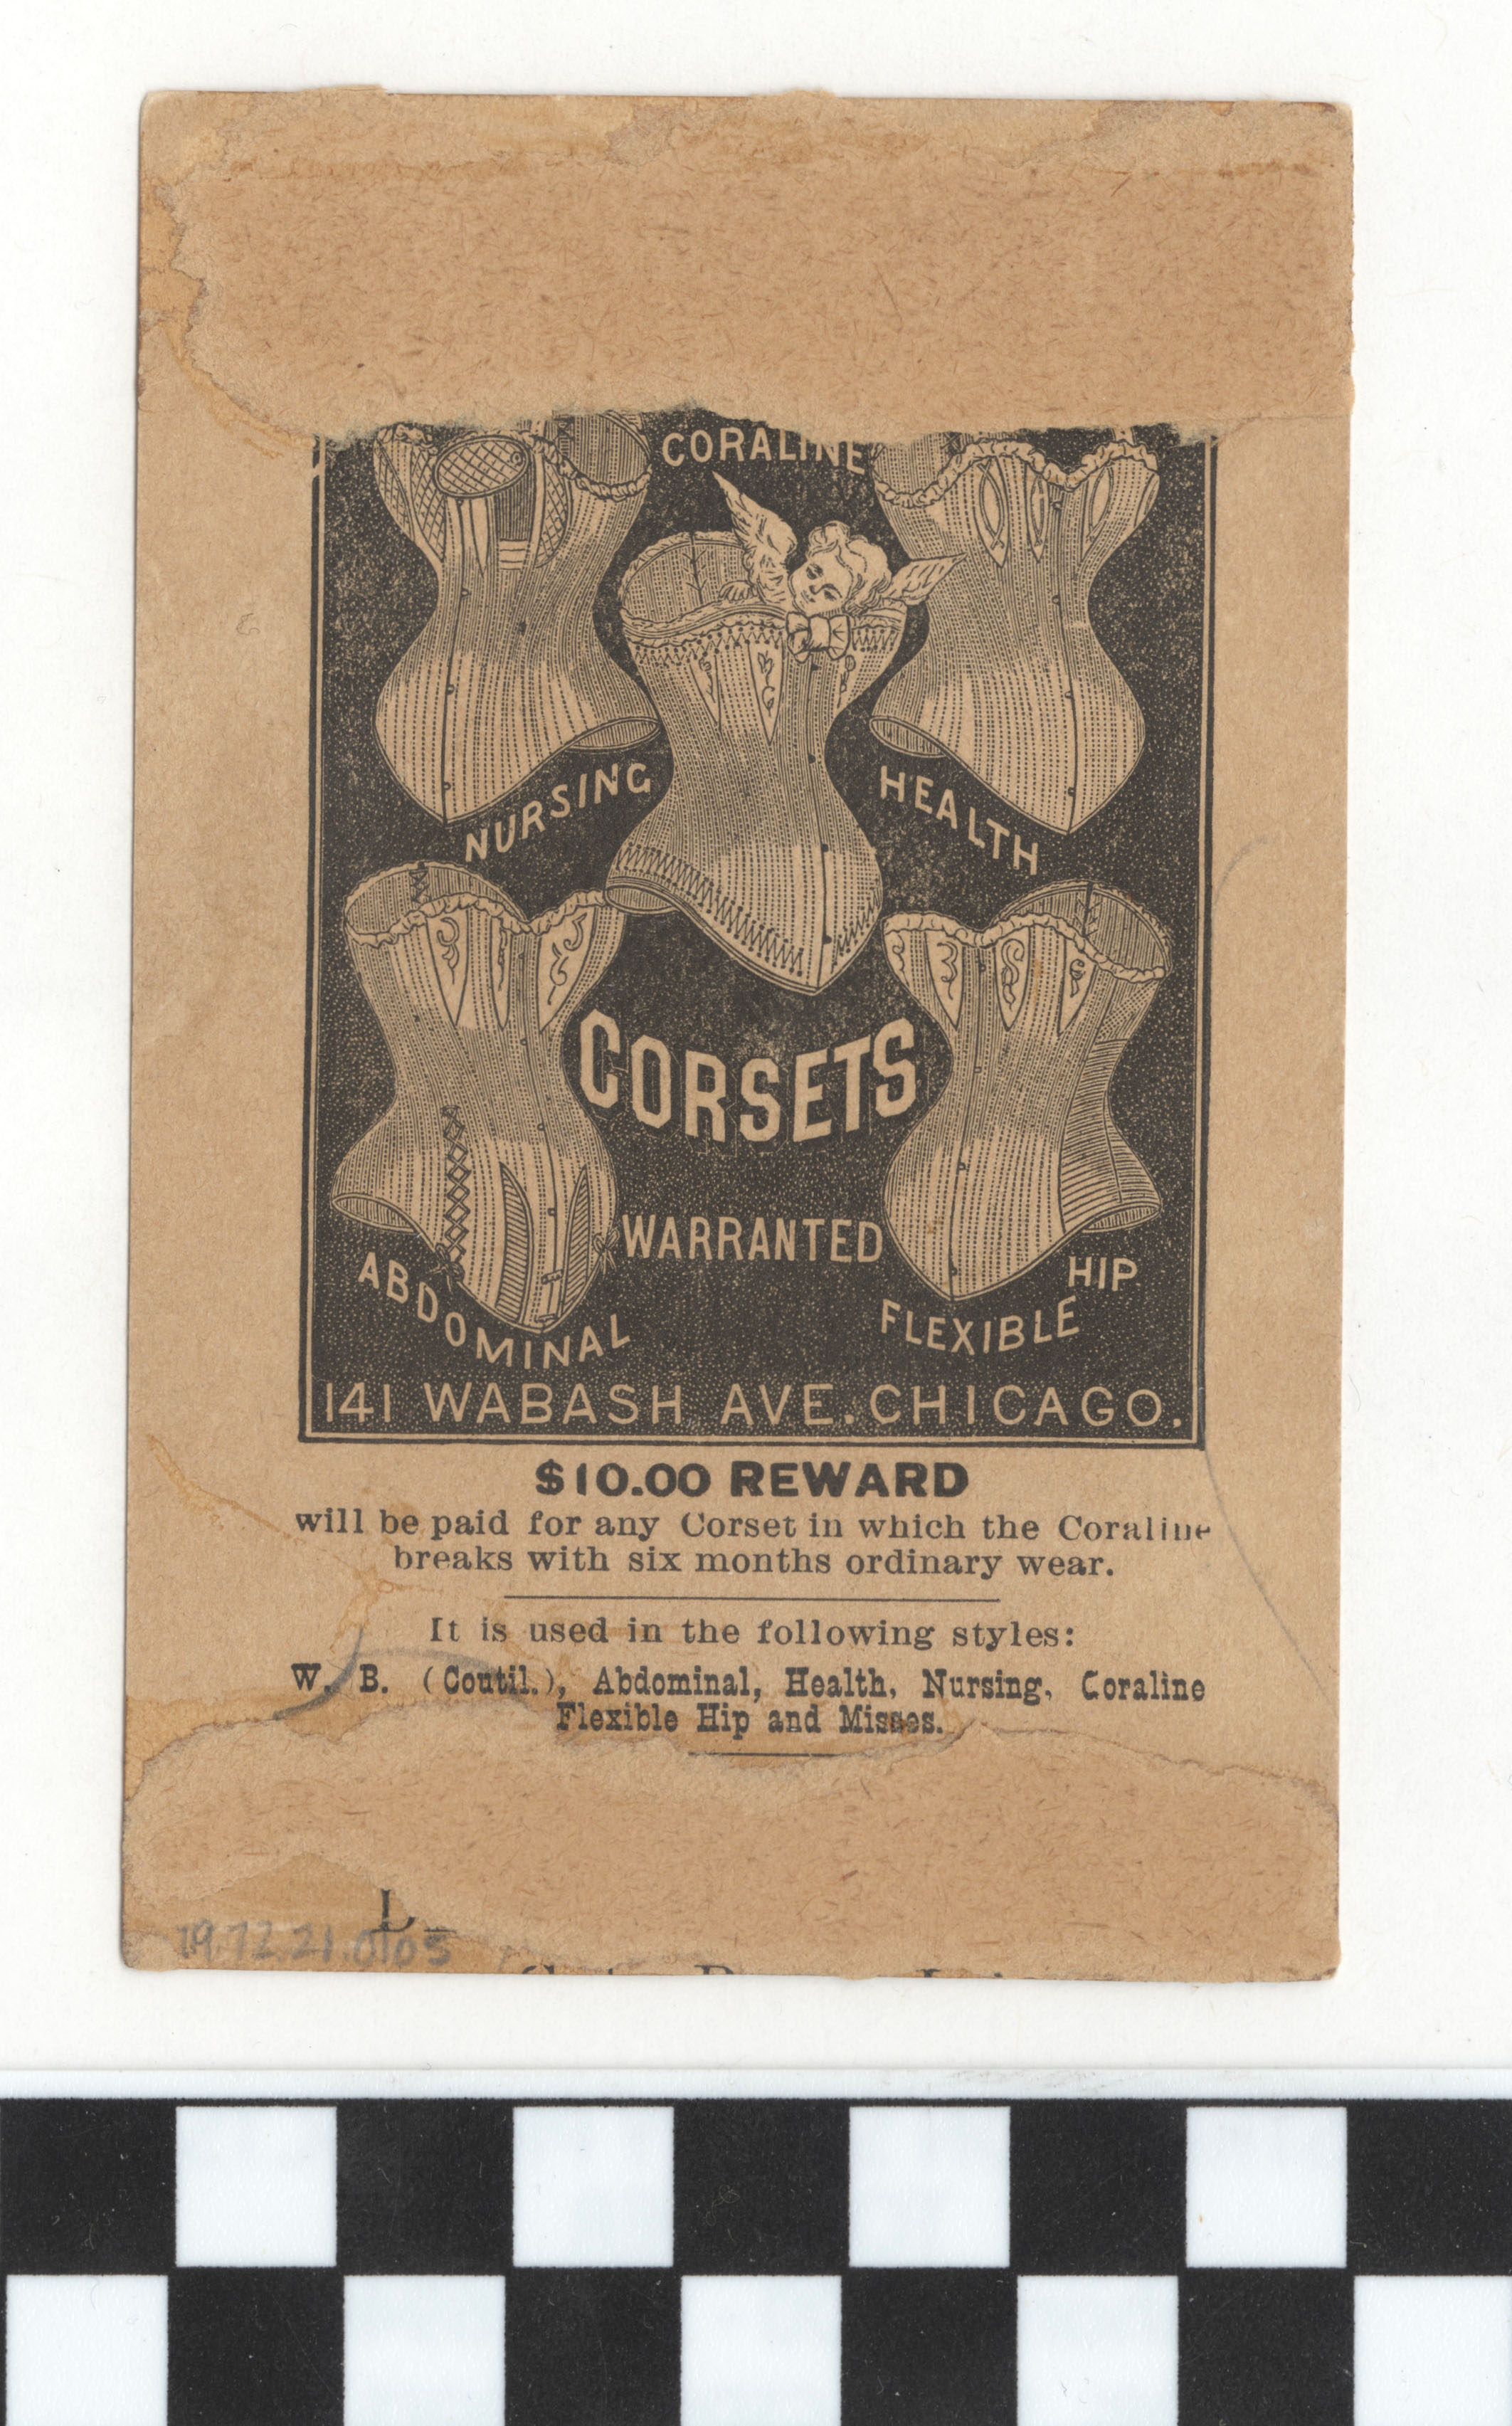 CORALINE
NURSING
HEALTH
CORSETS
WARRANTED
ABDOMINAL
HIP
FLEXIBLE
141 WABASH AVE. CHICAGO.
$10.00 REWARD
will be paid for any Corset in which the Coraline
breaks with six months ordinary wear.
It is used in the following styles:
W. B. (Coutil.), Abdominal, Health, Nursing, Coraline
Flexible Hip and Misses.
L
1972.21.0105